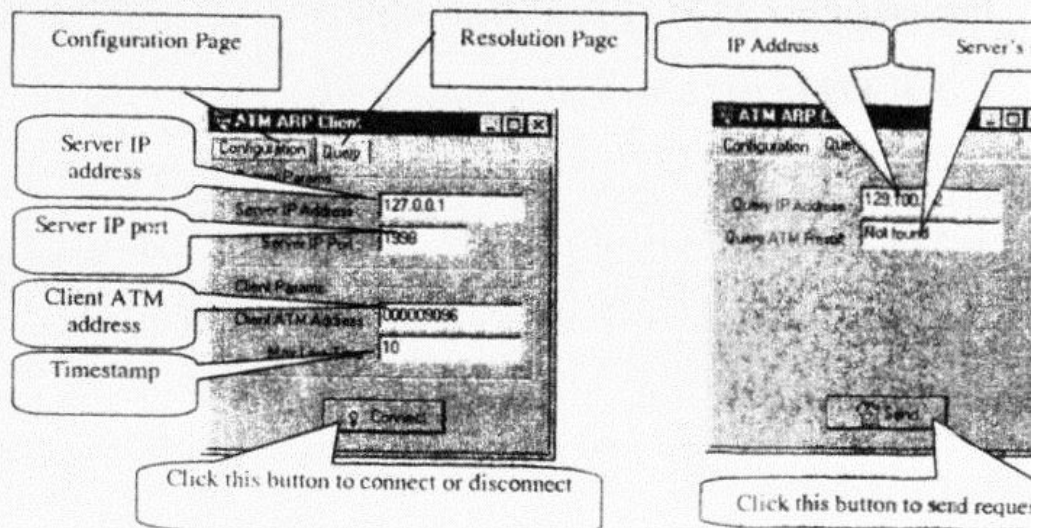 Configuration Page
Resolution Page
IP Address
Server's
ATM ARP Client
Configuration
Query
Server IP
address
Server IP Address
127.0.0.1
Server IP port
Server IP Port
1998
Client Params
Client ATM
address
Client ATM Address
000009096
Timestamp
10
Connect
Click this button to connect or disconnect
ATM ARP
Configuration
Query IP Address
129.100.
Query ATM Result
Not found
Send
Click this button to send